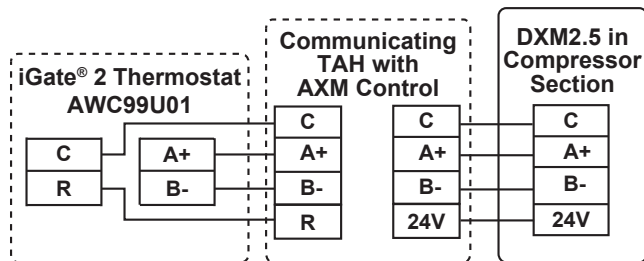 iGate® 2 Thermostat
AWC99U01
C
R
A+
B-
Communicating
TAH with
AXM Control
C
A+
B-
R
C
A+
B-
24V
DXM2.5 in
Compressor
Section
C
A+
B-
24V